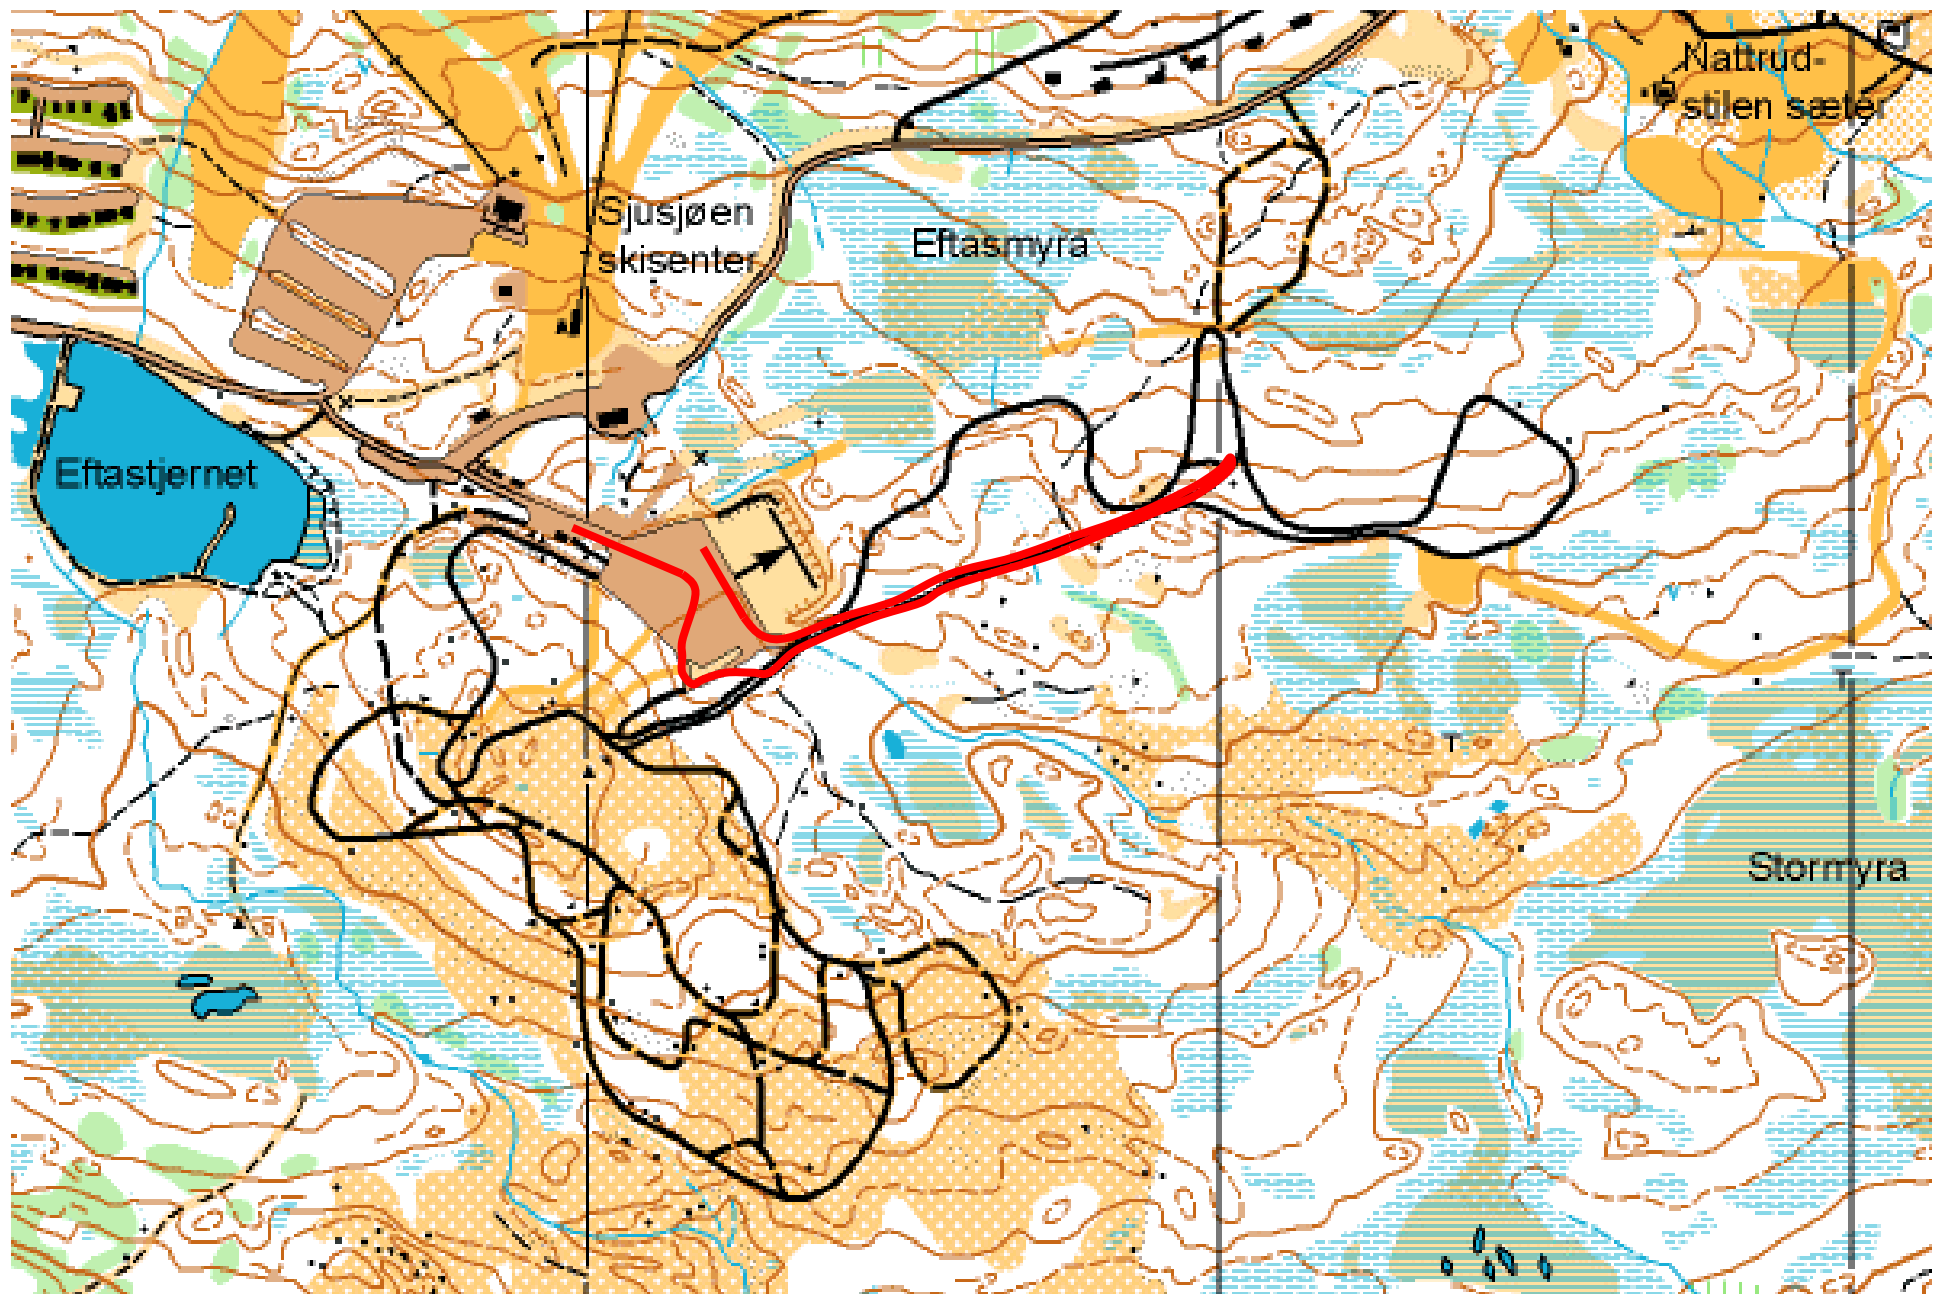 Nattrud-
stilen sæter
Sjusjøen
skisenter
Eftasmyra
Eftastjernet
Stormyra